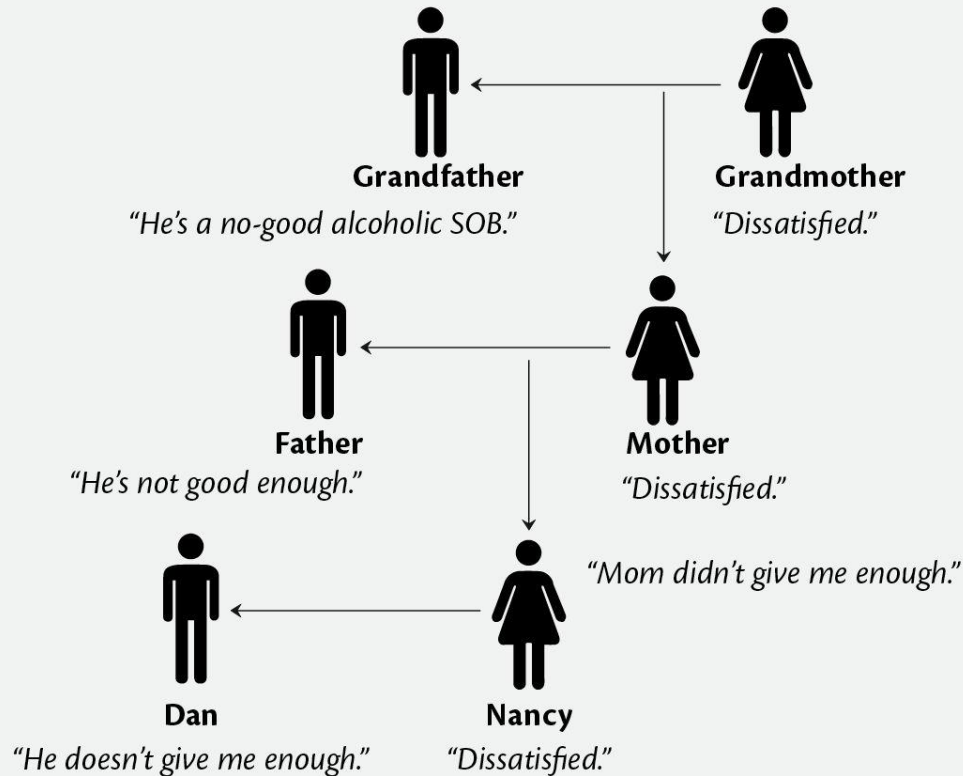 Grandfather
Grandmother
“He’s a no-good alcoholic SOB.”
“Dissatisfied.”
Father
Mother
“He’s not good enough.”
“Dissatisfied.”
“Mom didn’t give me enough.”
Dan
Nancy
“He doesn’t give me enough.”
“Dissatisfied.”